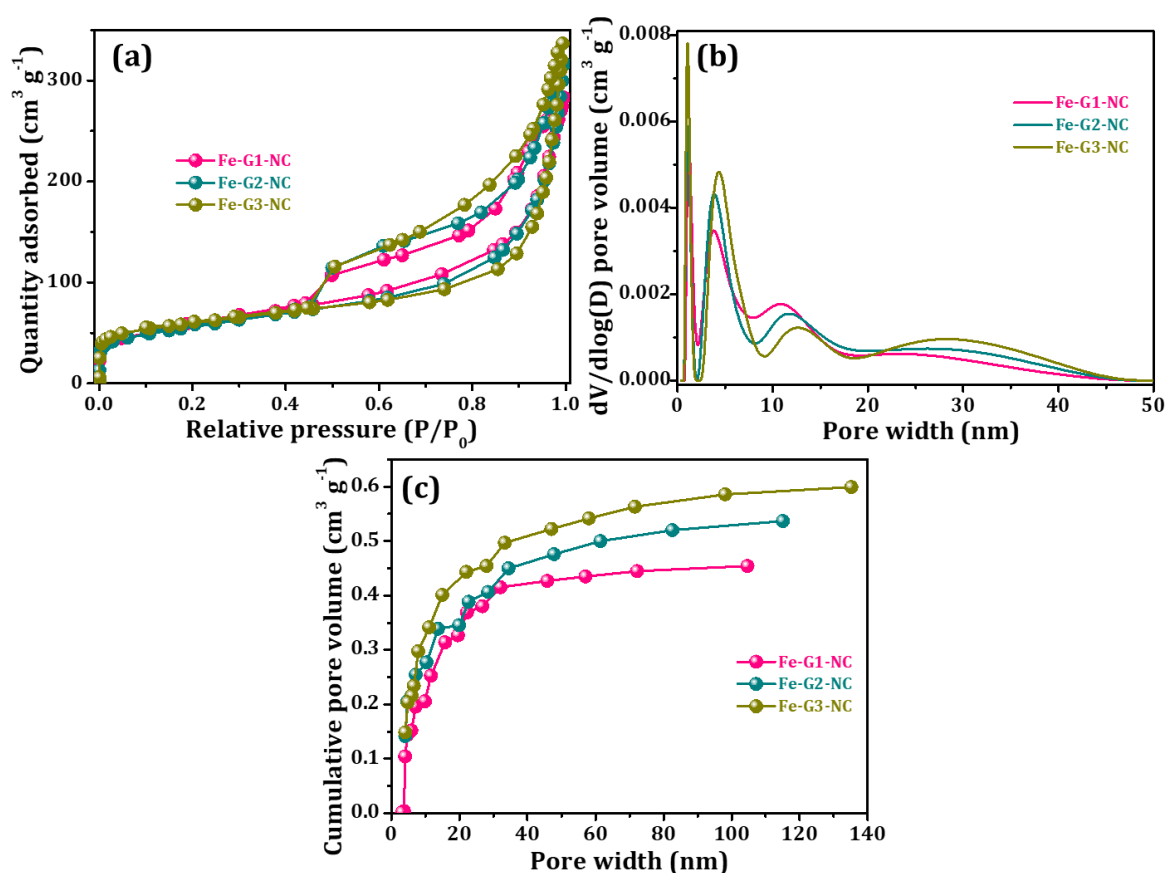 (a)
Quantity adsorbed (cm³ g⁻¹)
300
200
100
0
Fe-G1-NC
Fe-G2-NC
Fe-G3-NC
0.0 0.2 0.4 0.6 0.8 1.0
Relative pressure (P/P₀)
(b)
dV/dlog(D) pore volume (cm³ g⁻¹)
0.008
0.006
0.004
0.002
0.000
Fe-G1-NC
Fe-G2-NC
Fe-G3-NC
0 10 20 30 40 50
Pore width (nm)
(c)
Cumulative pore volume (cm³ g⁻¹)
0.6
0.5
0.4
0.3
0.2
0.1
0.0
Fe-G1-NC
Fe-G2-NC
Fe-G3-NC
0 20 40 60 80 100 120 140
Pore width (nm)